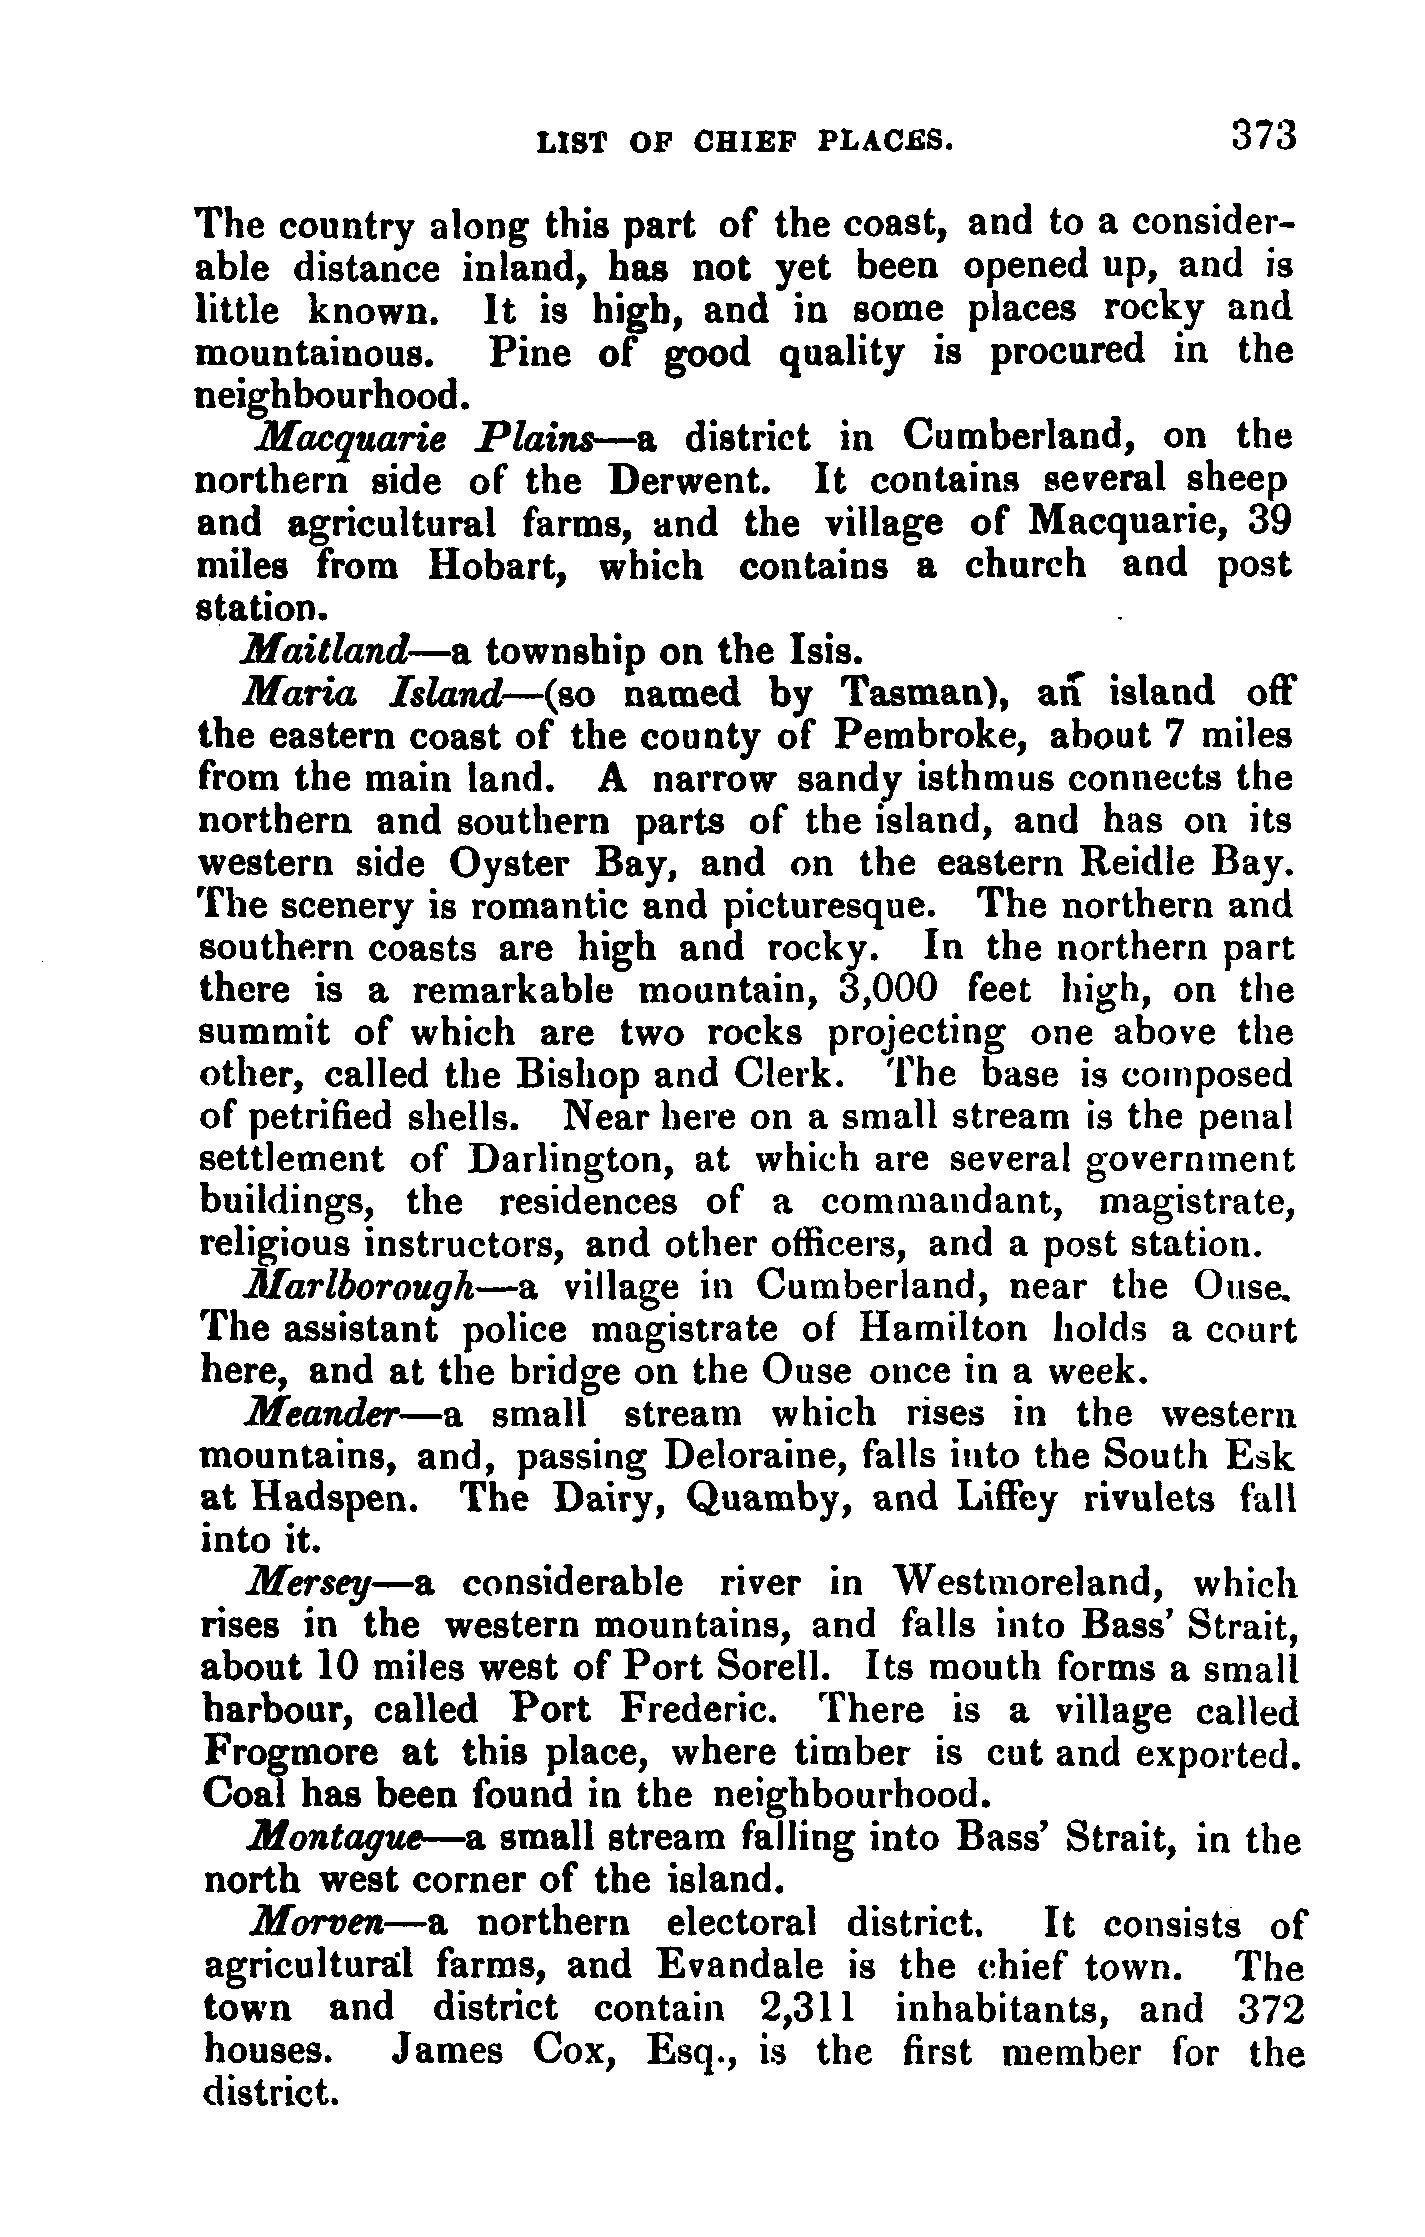 LIST OF CHIEF PLACES. 373
The country along this part of the coast, and to a consider-
able distance inland, has not yet been opened up, and is
little known. It is high, and in some places rocky and
mountainous. Pine of good quality is procured in the
neighbourhood.
Macquarie Plains—a district in Cumberland, on the
northern side of the Derwent. It contains several sheep
and agricultural farms, and the village of Macquarie, 39
miles from Hobart, which contains a church and post
station.
Maitland—a township on the Isis.
Maria Island—(so named by Tasman), an island off
the eastern coast of the county of Pembroke, about 7 miles
from the main land. A narrow sandy isthmus connects the
northern and southern parts of the island, and has on its
western side Oyster Bay, and on the eastern Reidle Bay.
The scenery is romantic and picturesque. The northern and
southern coasts are high and rocky. In the northern part
there is a remarkable mountain, 3,000 feet high, on the
summit of which are two rocks projecting one above the
other, called the Bishop and Clerk. The base is composed
of petrified shells. Near here on a small stream is the penal
settlement of Darlington, at which are several government
buildings, the residences of a commandant, magistrate,
religious instructors, and other officers, and a post station.
Marlborough—a village in Cumberland, near the Ouse.
The assistant police magistrate of Hamilton holds a court
here, and at the bridge on the Ouse once in a week.
Meander—a small stream which rises in the western
mountains, and, passing Deloraine, falls into the South Esk
at Hadspen. The Dairy, Quamby, and Liffey rivulets fall
into it.
Mersey—a considerable river in Westmoreland, which
rises in the western mountains, and falls into Bass' Strait,
about 10 miles west of Port Sorell. Its mouth forms a small
harbour, called Port Frederic. There is a village called
Frogmore at this place, where timber is cut and exported.
Coal has been found in the neighbourhood.
Montague—a small stream falling into Bass' Strait, in the
north west corner of the island.
Morven—a northern electoral district. It consists of
agricultural farms, and Evandale is the chief town. The
town and district contain 2,311 inhabitants, and 372
houses. James Cox, Esq., is the first member for the
district.